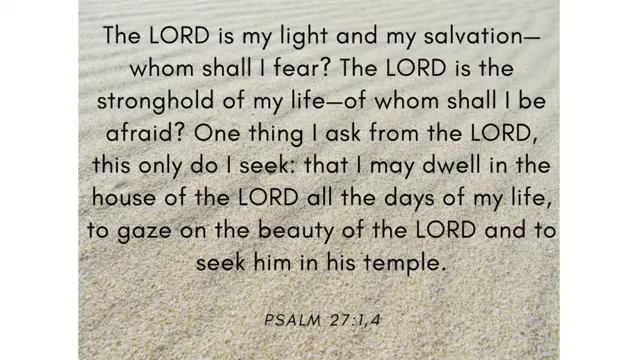 The LORD is my light and my salvation—
whom shall I fear? The LORD is the
stronghold of my life—of whom shall I be
afraid? One thing I ask from the LORD,
this only do I seek: that I may dwell in the
house of the LORD all the days of my life,
to gaze on the beauty of the LORD and to
seek him in his temple.
PSALM 27:1,4